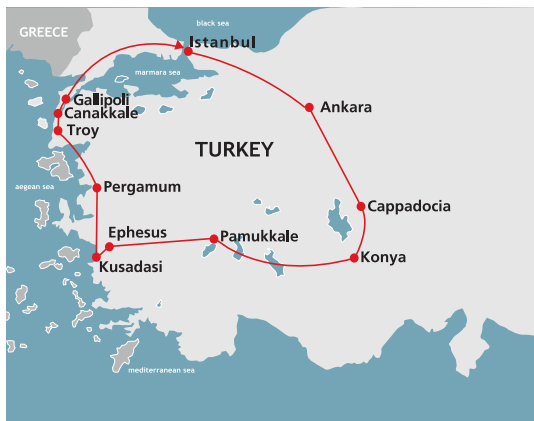 black sea
GREECE
Istanbul
marmara sea
Gallipoli
Canakkale
Troy
Ankara
TURKEY
aegean sea
Pergamum
Cappadocia
Ephesus
Pamukkale
Kusadasi
Konya
mediterranean sea